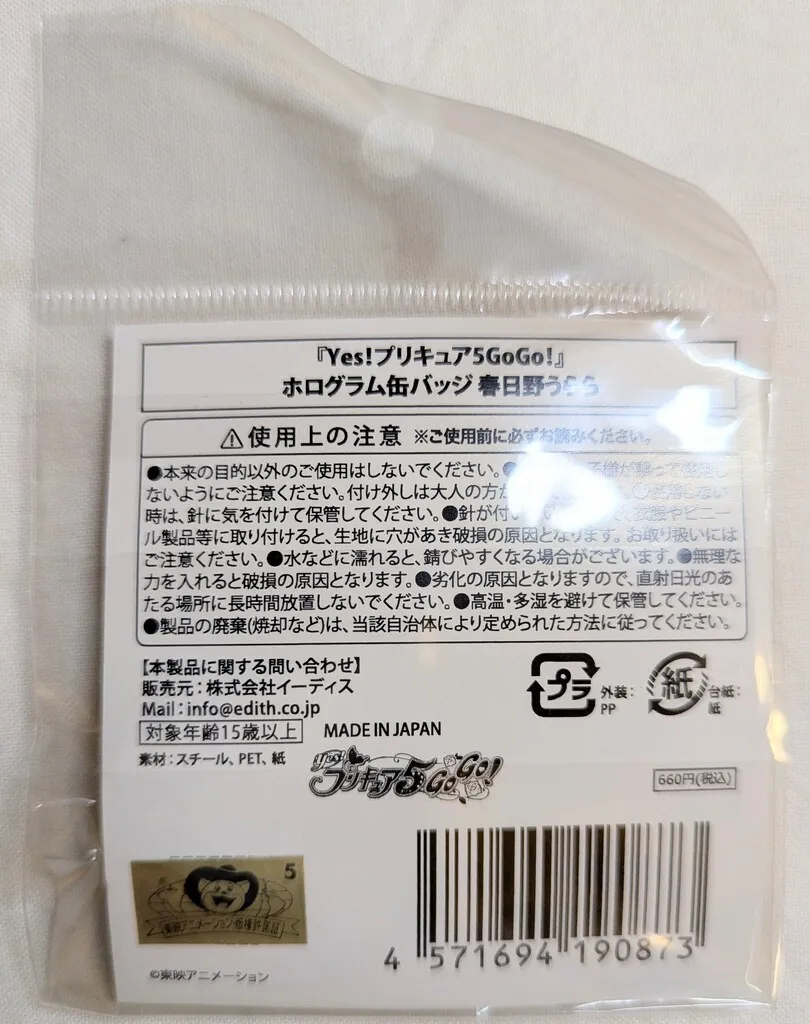 『Yes!プリキュア5GoGo!』
ホログラム缶バッジ 春日野うらら
⚠使用上の注意 ※ご使用前に必ずお読みください。
●本来の目的以外のご使用はしないでください。
ないようにご注意ください。付け外しは大人の方が
時は、針に気を付けて保管してください。●針が付い 衣服やビニー
ル製品等に取り付けると、生地に穴があき破損の原因となります。お取り扱いには
ご注意ください。●水などに濡れると、錆びやすくなる場合がございます。●無理な
力を入れると破損の原因となります。●劣化の原因となりますので、直射日光のあ
たる場所に長時間放置しないでください。●高温・多湿を避けて保管してください。
●製品の廃棄(焼却など)は、当該自治体により定められた方法に従ってください。
【本製品に関する問い合わせ】
販売元:株式会社イーディス
Mail:info@edith.co.jp
プラ 外装:
PP
紙 台紙:
紙
対象年齢15歳以上 MADE IN JAPAN
素材:スチール、PET、紙
Yes!プリキュア5GoGo!
660円(税込)
5
東映アニメーション版権許諾証
4 571694 190873
©東映アニメーション